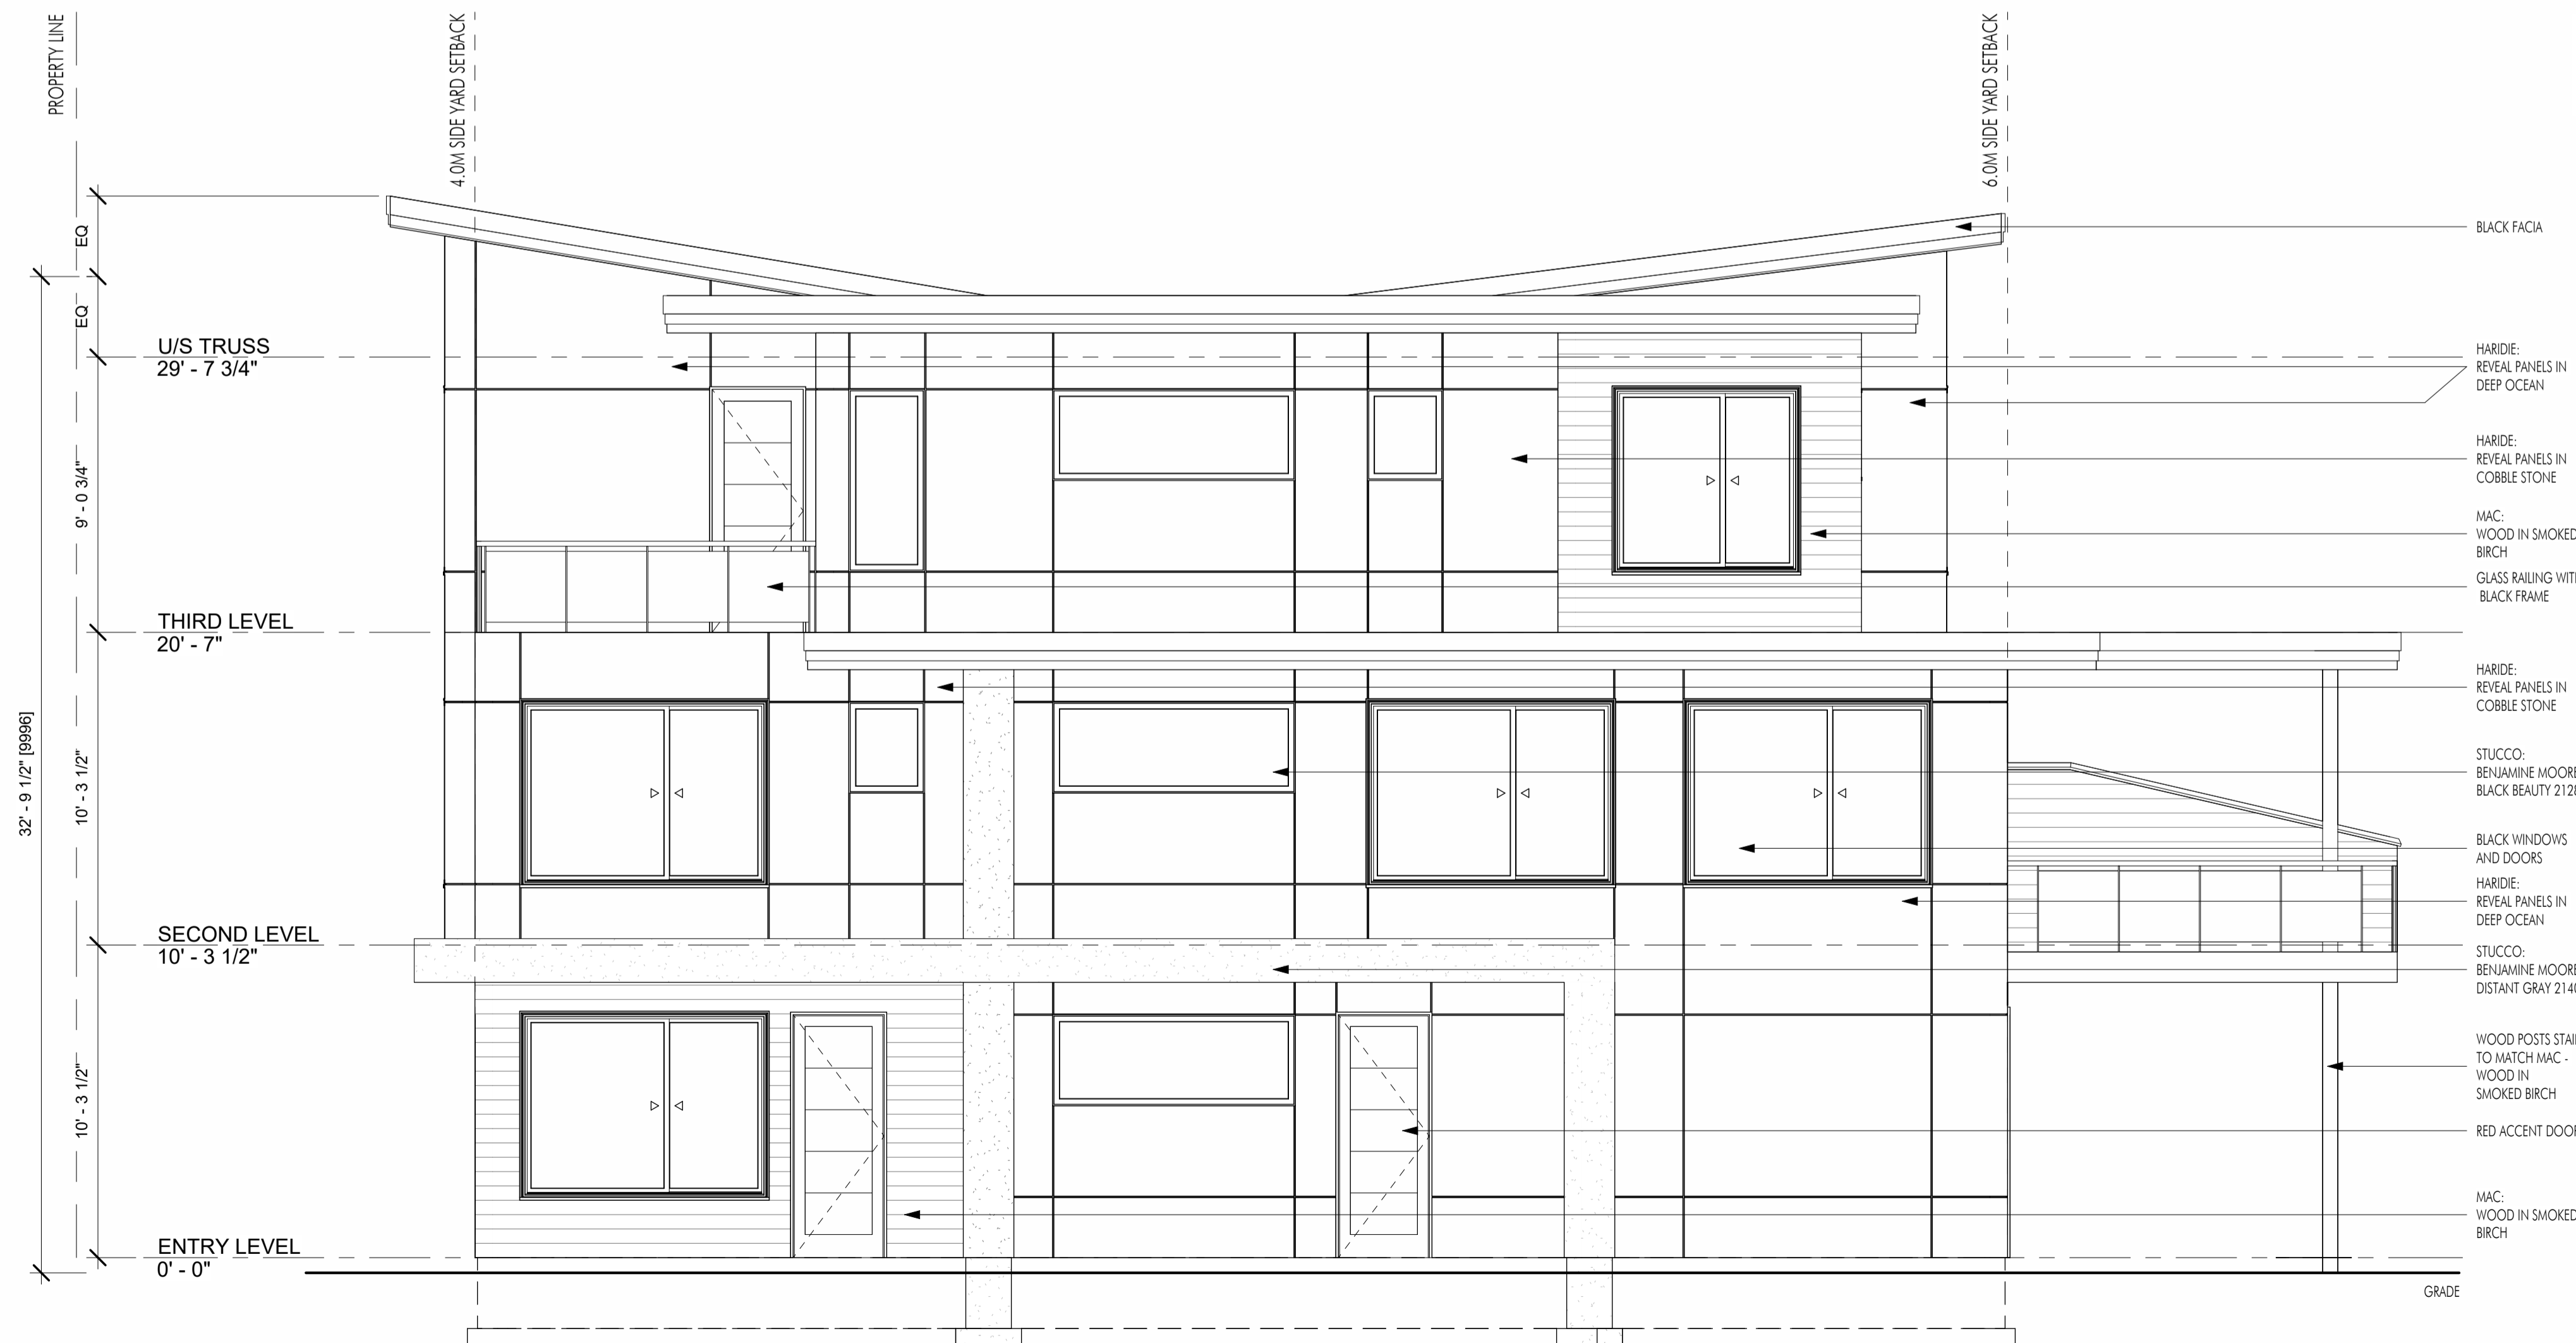 PROPERTY LINE
4.0M SIDE YARD SETBACK
6.0M SIDE YARD SETBACK
EQ
EQ
9' - 0 3/4"
10' - 3 1/2"
10' - 3 1/2"
32' - 9 1/2" [9996]
U/S TRUSS
29' - 7 3/4"
THIRD LEVEL
20' - 7"
SECOND LEVEL
10' - 3 1/2"
ENTRY LEVEL
0' - 0"
BLACK FACIA
HARIDIE:
REVEAL PANELS IN
DEEP OCEAN
HARIDE:
REVEAL PANELS IN
COBBLE STONE
MAC:
WOOD IN SMOKED
BIRCH
GLASS RAILING WIT
BLACK FRAME
HARIDE:
REVEAL PANELS IN
COBBLE STONE
STUCCO:
BENJAMINE MOORE
BLACK BEAUTY 212
BLACK WINDOWS
AND DOORS
HARIDIE:
REVEAL PANELS IN
DEEP OCEAN
STUCCO:
BENJAMINE MOORE
DISTANT GRAY 214
WOOD POSTS STAI
TO MATCH MAC -
WOOD IN
SMOKED BIRCH
RED ACCENT DOO
MAC:
WOOD IN SMOKED
BIRCH
GRADE